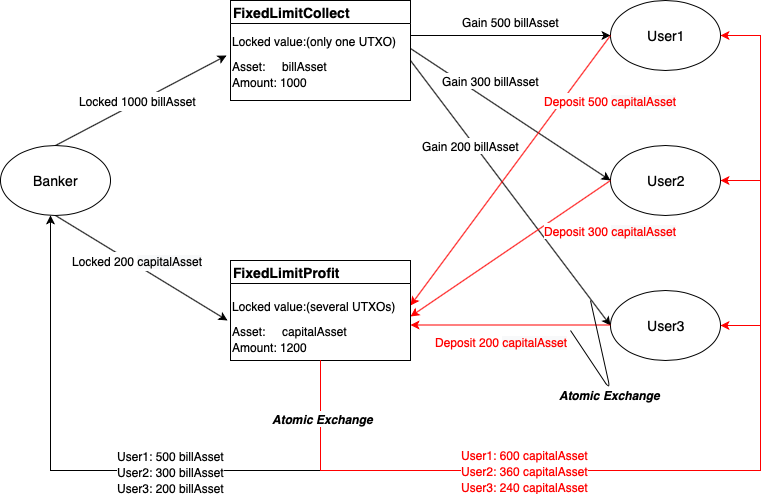 FixedLimitCollect
Locked value:(only one UTXO)
Asset: billAsset
Amount: 1000
Gain 500 billAsset
User1
Gain 300 billAsset
Locked 1000 billAsset
Deposit 500 capitalAsset
Gain 200 billAsset
Banker
User2
Deposit 300 capitalAsset
Locked 200 capitalAsset
FixedLimitProfit
Locked value:(several UTXOs)
Asset: capitalAsset
Amount: 1200
User3
Deposit 200 capitalAsset
Atomic Exchange
Atomic Exchange
User1: 500 billAsset
User2: 300 billAsset
User3: 200 billAsset
User1: 600 capitalAsset
User2: 360 capitalAsset
User3: 240 capitalAsset